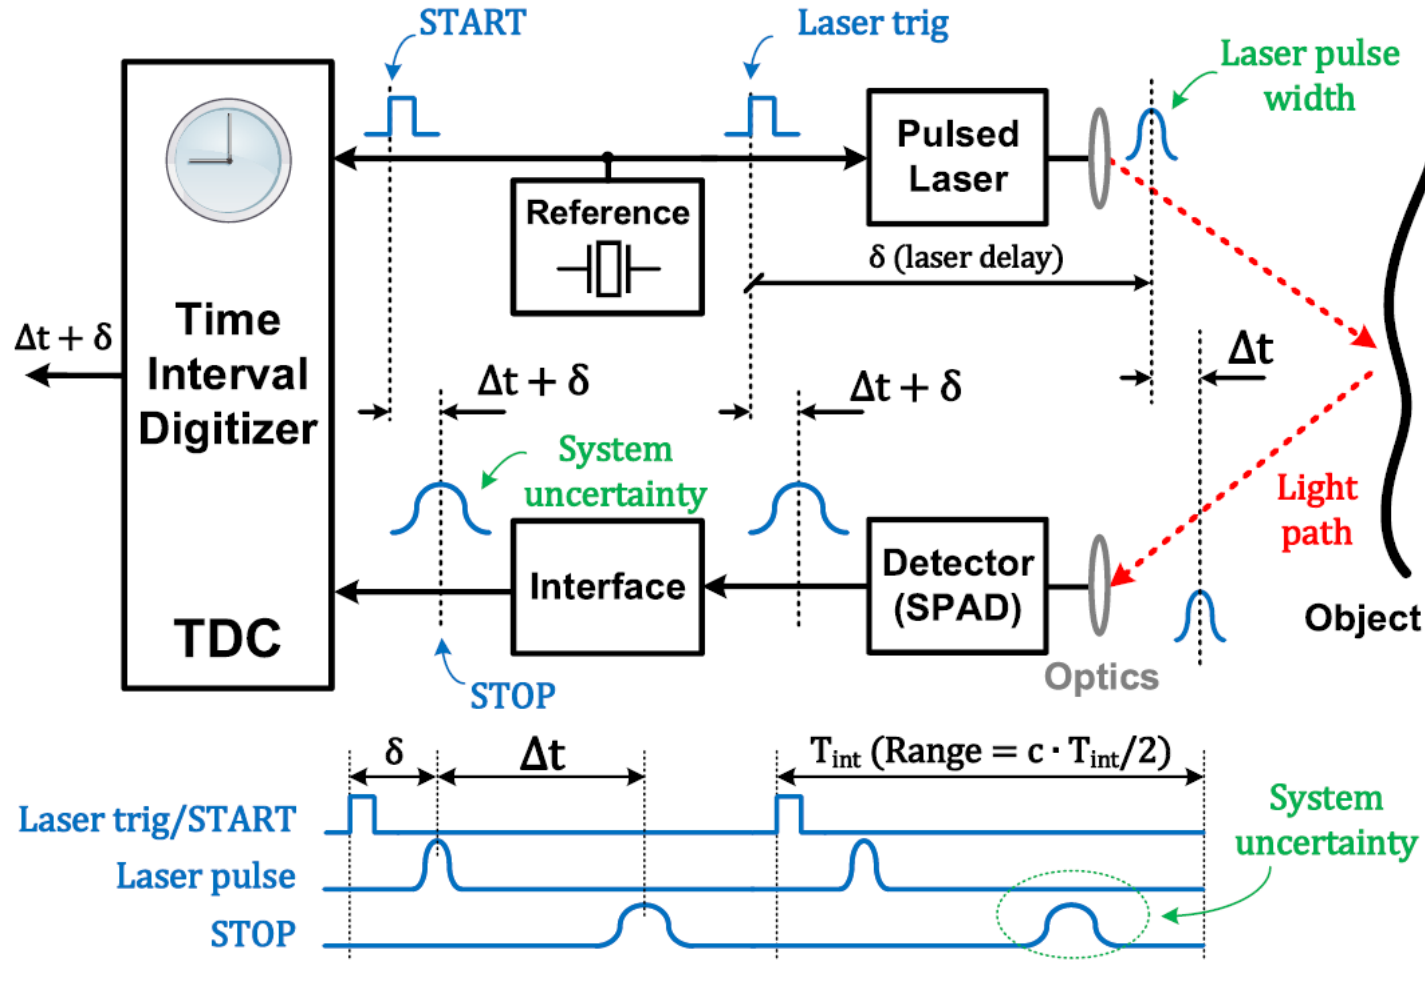 START
Laser trig
Laser pulse
width
Pulsed
Laser
Reference
δ (laser delay)
Time
Interval
Digitizer
Δt + δ
Δt + δ
Δt + δ
Δt
System
uncertainty
Interface
Detector
(SPAD)
Light
path
Object
Optics
TDC
STOP
δ
Δt
T_int (Range = c · T_int/2)
Laser trig/START
Laser pulse
STOP
System
uncertainty